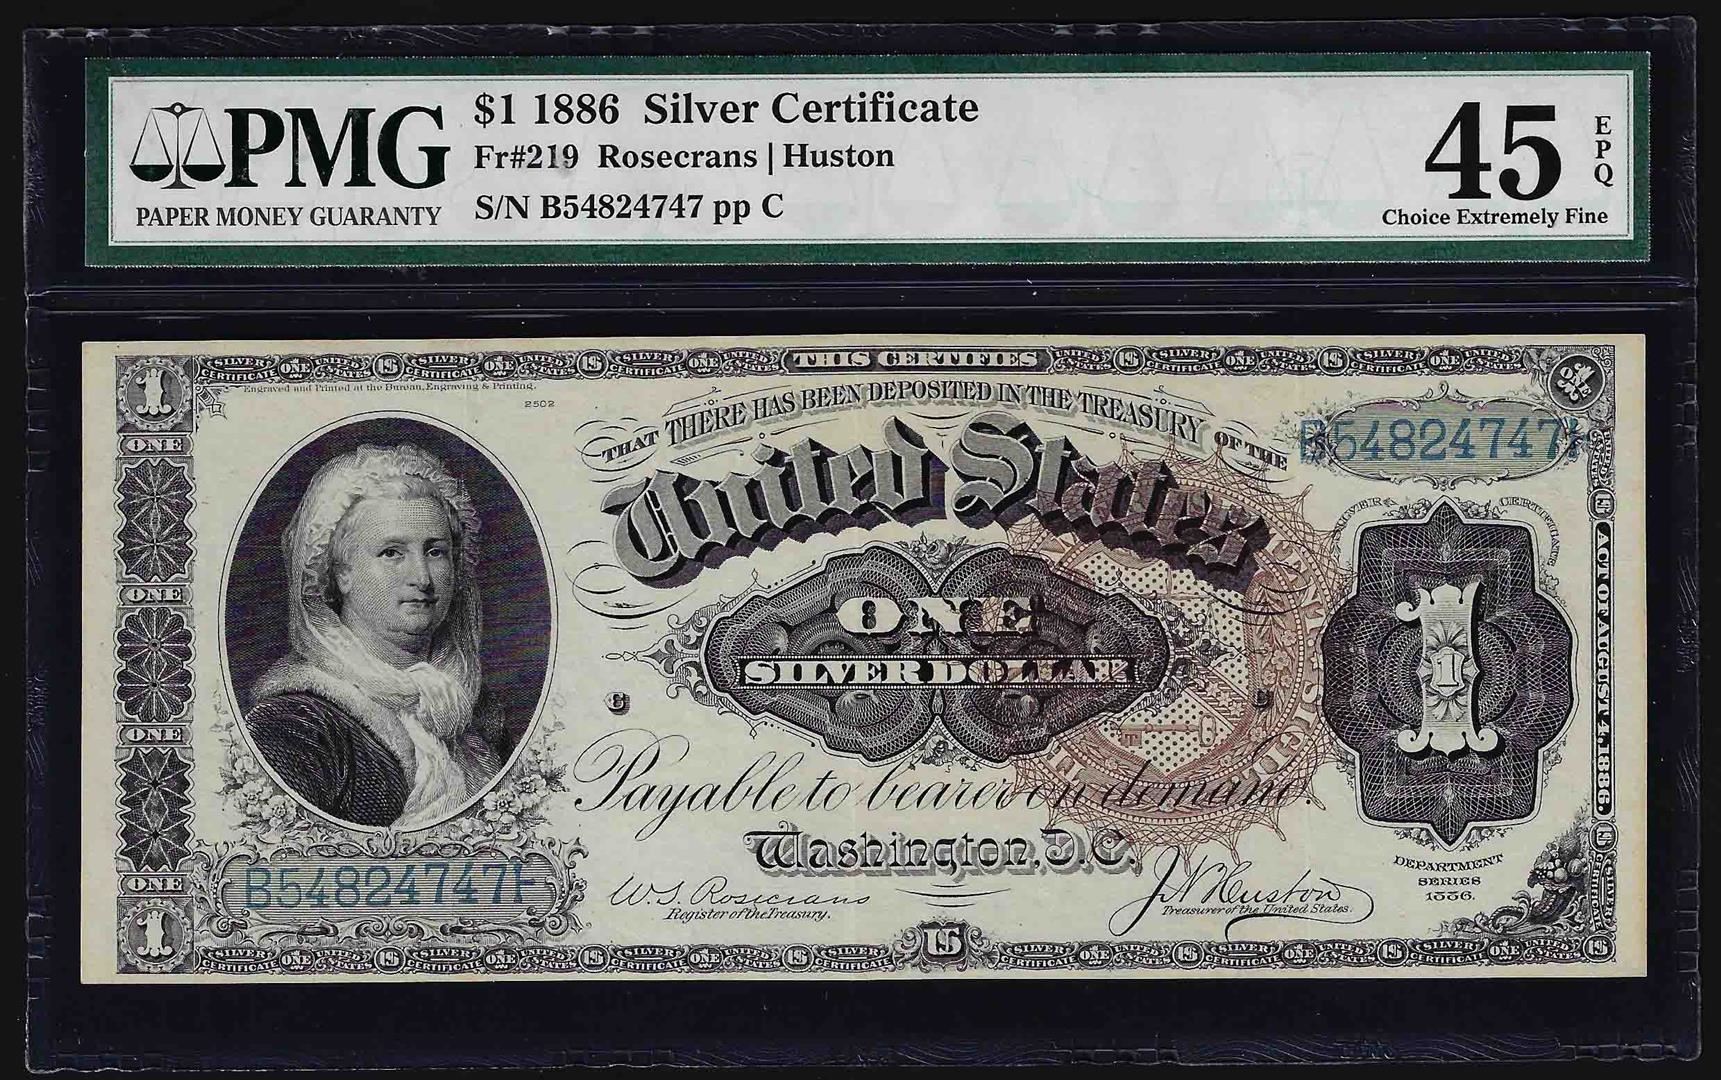 PMG
PAPER MONEY GUARANTY
$1 1886 Silver Certificate
Fr#219 Rosecrans | Huston
S/N B54824747 pp C
45
EPQ
Choice Extremely Fine
THIS CERTIFIES
Engraved and Printed at the Bureau, Engraving & Printing.
2502
THAT THERE HAS BEEN DEPOSITED IN THE TREASURY OF THE
B54824747
United States
SILVER CERTIFICATE
1
ONE
ONE
ONE
ONE
1
ONE
SILVER DOLLAR
C
1
ACT OF AUGUST 4, 1886.
Payable to bearer on demand.
Washington, D.C.
B54824747
W. S. Rosecrans
Register of the Treasury.
J N Huston
Treasurer of the United States.
DEPARTMENT
SERIES
1886.